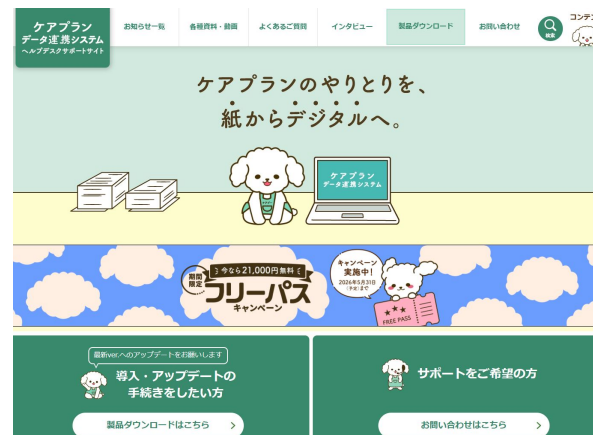 ケアプラン
データ連携システム
ヘルプデスクサポートサイト
お知らせ一覧
各種資料・動画
よくあるご質問
インタビュー
製品ダウンロード
お問い合わせ
検索
コンテン
ケアプランのやりとりを、
紙からデジタルへ。
ケアプラン
データ連携システム
期間
限定
今なら21,000円無料
フリーパス
キャンペーン
キャンペーン
実施中!
2026年5月31日
(予定)まで
FREE PASS
最新ver.へのアップデートをお願いします
導入・アップデートの
手続きをしたい方
製品ダウンロードはこちら
サポートをご希望の方
お問い合わせはこちら